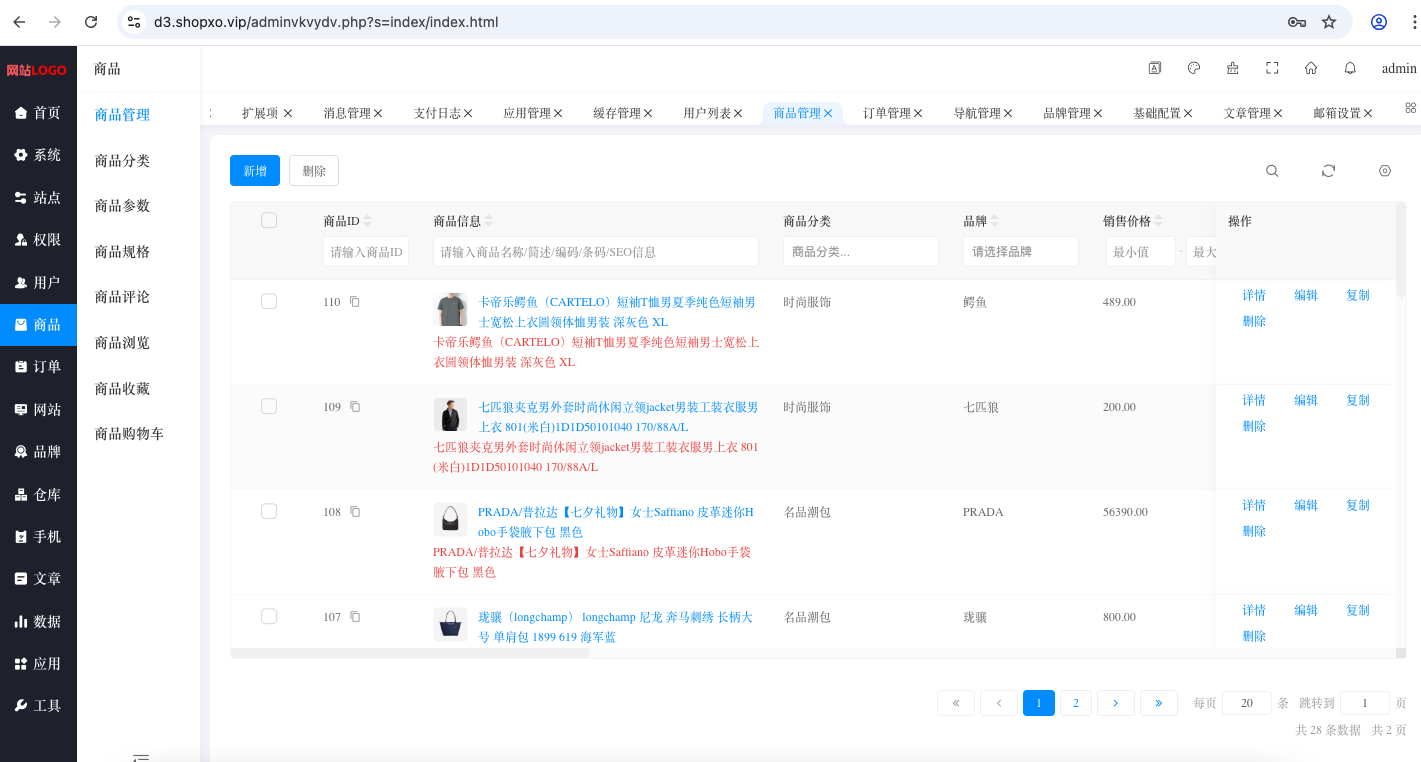 d3.shopxo.vip/adminvkvydv.php?s=index/index.html
网站LOGO
首页
系统
站点
权限
用户
商品
订单
网站
品牌
仓库
手机
文章
数据
应用
工具
商品
商品管理
商品分类
商品参数
商品规格
商品评论
商品浏览
商品收藏
商品购物车
admin
扩展项 消息管理 支付日志 应用管理 缓存管理 用户列表 商品管理 订单管理 导航管理 品牌管理 基础配置 文章管理 邮箱设置
新增 删除
商品ID 商品信息 商品分类 品牌 销售价格 操作
请输入商品ID 请输入商品名称/简述/编码/条码/SEO信息 商品分类... 请选择品牌 最小值 - 最大
110 卡帝乐鳄鱼（CARTELO）短袖T恤男夏季纯色短袖男 时尚服饰 鳄鱼 489.00 详情 编辑 复制
士宽松上衣圆领体恤男装 深灰色 XL 删除
卡帝乐鳄鱼（CARTELO）短袖T恤男夏季纯色短袖男士宽松上
衣圆领体恤男装 深灰色 XL
109 七匹狼夹克男外套时尚休闲立领jacket男装工装衣服男 时尚服饰 七匹狼 200.00 详情 编辑 复制
上衣 801(米白)1D1D50101040 170/88A/L 删除
七匹狼夹克男外套时尚休闲立领jacket男装工装衣服男上衣 801
(米白)1D1D50101040 170/88A/L
108 PRADA/普拉达【七夕礼物】女士Saffiano 皮革迷你H 名品潮包 PRADA 56390.00 详情 编辑 复制
obo手袋腋下包 黑色 删除
PRADA/普拉达【七夕礼物】女士Saffiano 皮革迷你Hobo手袋
腋下包 黑色
107 珑骧（longchamp） longchamp 尼龙 奔马刺绣 长柄大 名品潮包 珑骧 800.00 详情 编辑 复制
号 单肩包 1899 619 海军蓝 删除
« ‹ 1 2 › » 每页 20 条 跳转到 1 页
共 28 条数据 共 2 页